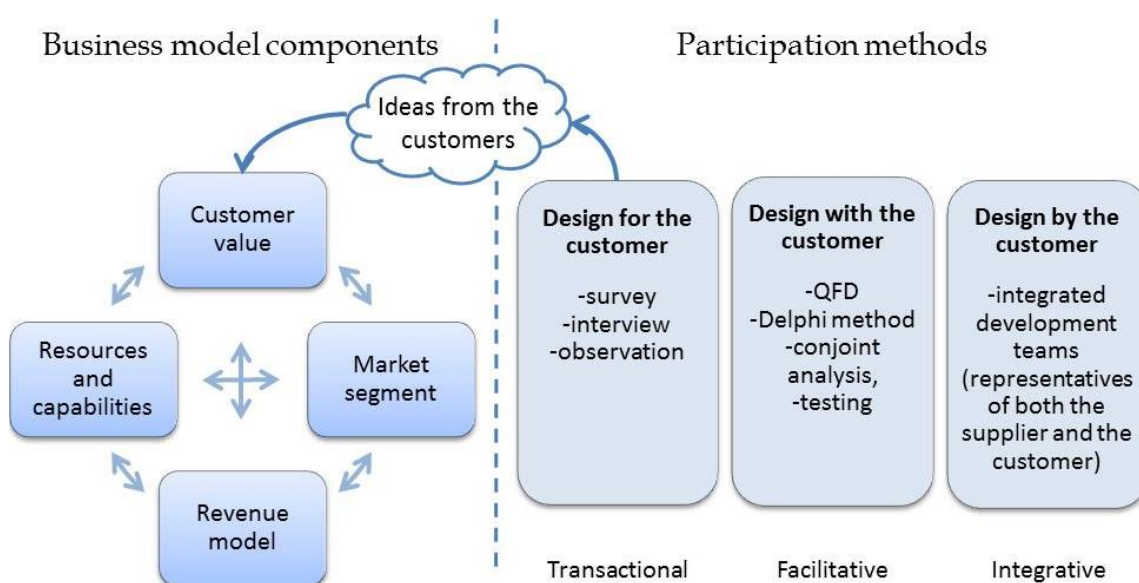 Business model components
Participation methods
Ideas from the
customers
Customer
value
Resources
and
capabilities
Market
segment
Revenue
model
Design for the
customer
-survey
-interview
-observation
Design with the
customer
-QFD
-Delphi method
-conjoint
analysis,
-testing
Design by the
customer
-integrated
development
teams
(representatives
of both the
supplier and the
customer)
Transactional
Facilitative
Integrative